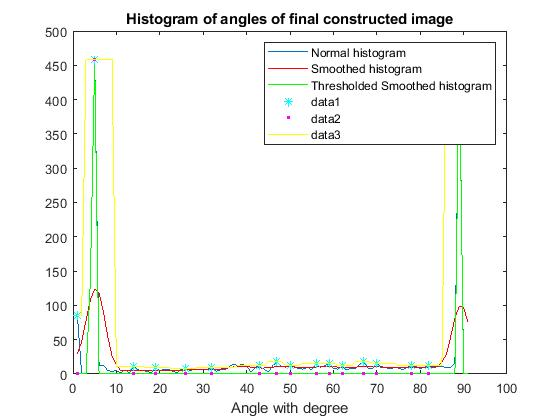 Histogram of angles of final constructed image
500
450
400
350
300
250
200
150
100
50
0
Normal histogram
Smoothed histogram
Thresholded Smoothed histogram
data1
data2
data3
0 10 20 30 40 50 60 70 80 90 100
Angle with degree